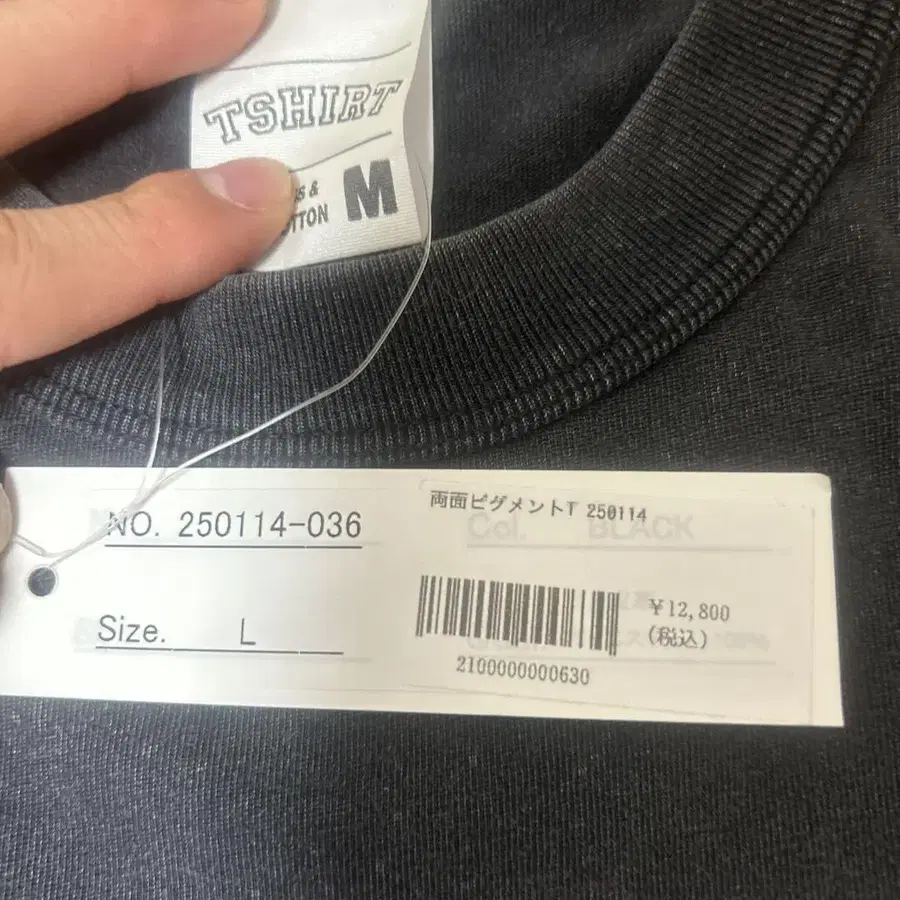 TSHIRT
&
M
NO. 250114-036
Size. L
両面ピグメントT 250114
Col. BLACK
¥12,800
(税込)
2100000000630